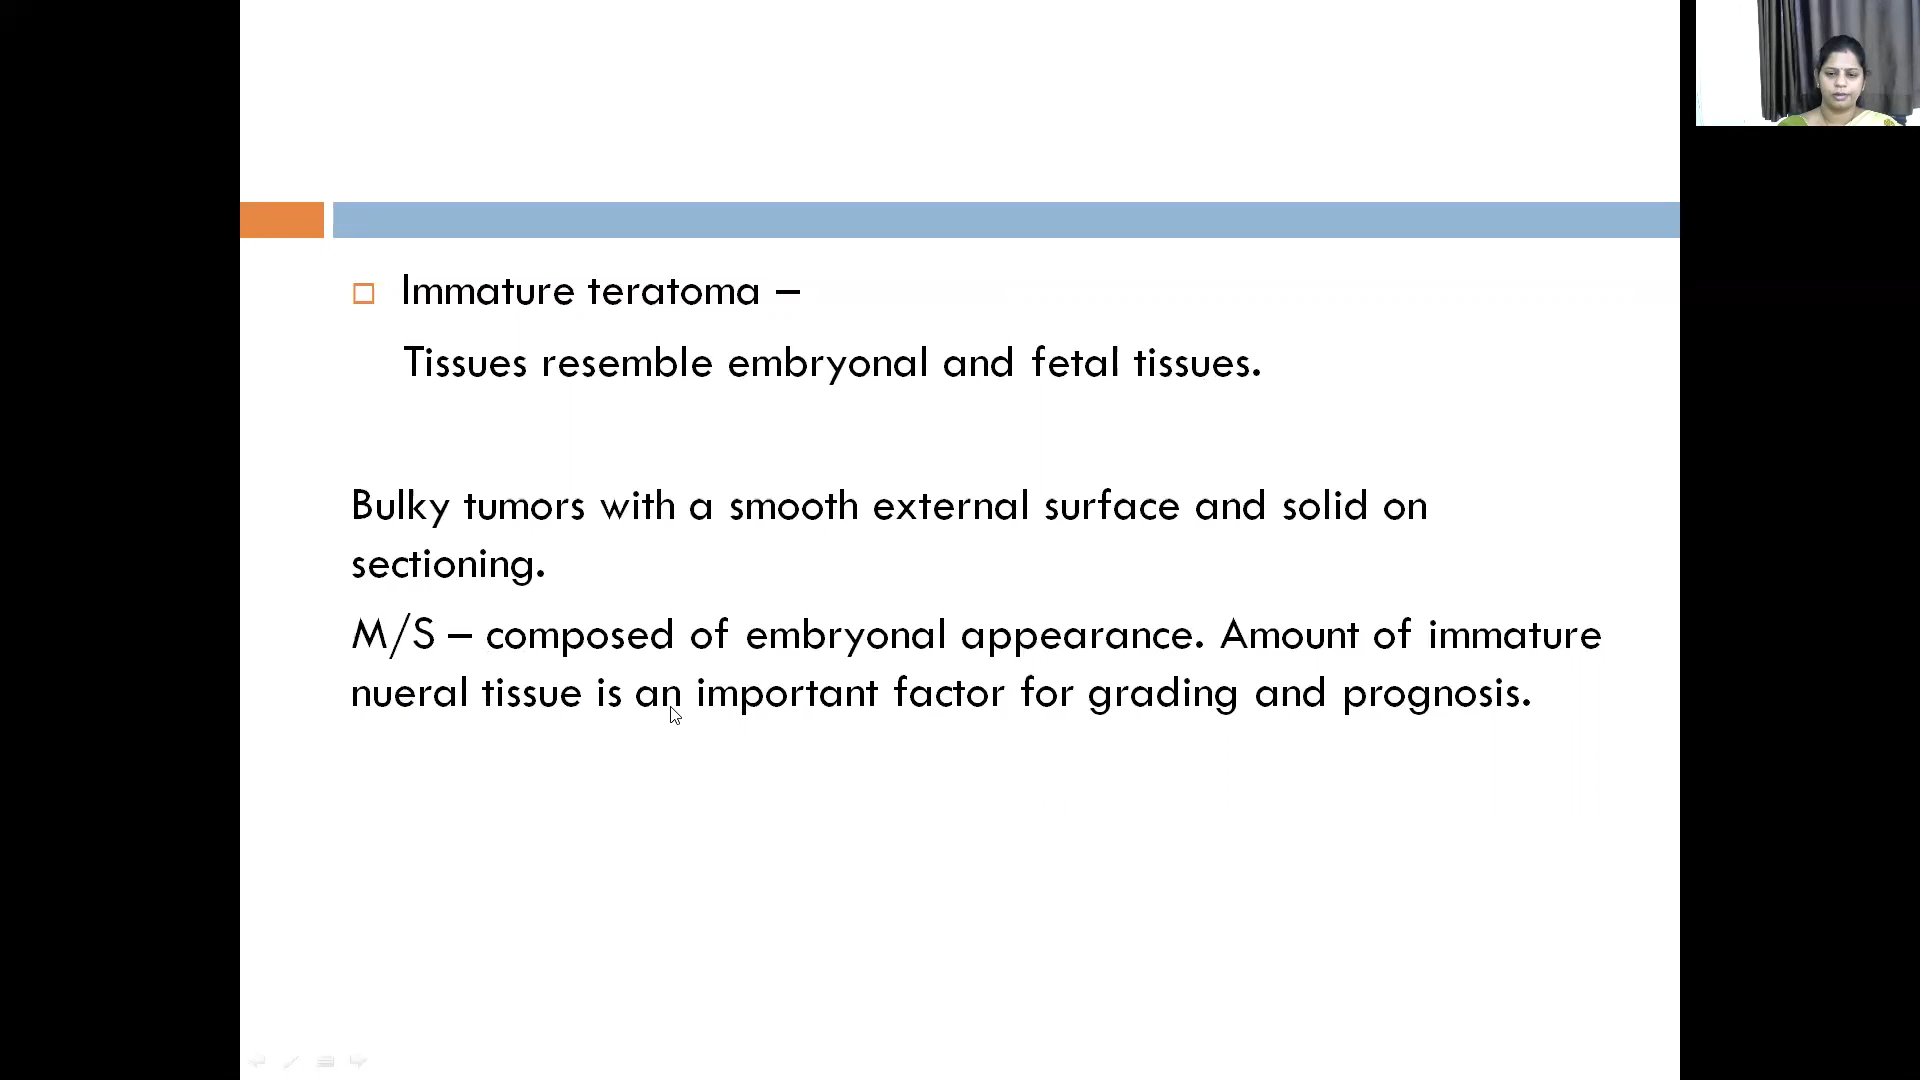 Immature teratoma –
Tissues resemble embryonal and fetal tissues.
Bulky tumors with a smooth external surface and solid on
sectioning.
M/S – composed of embryonal appearance. Amount of immature
nueral tissue is an important factor for grading and prognosis.